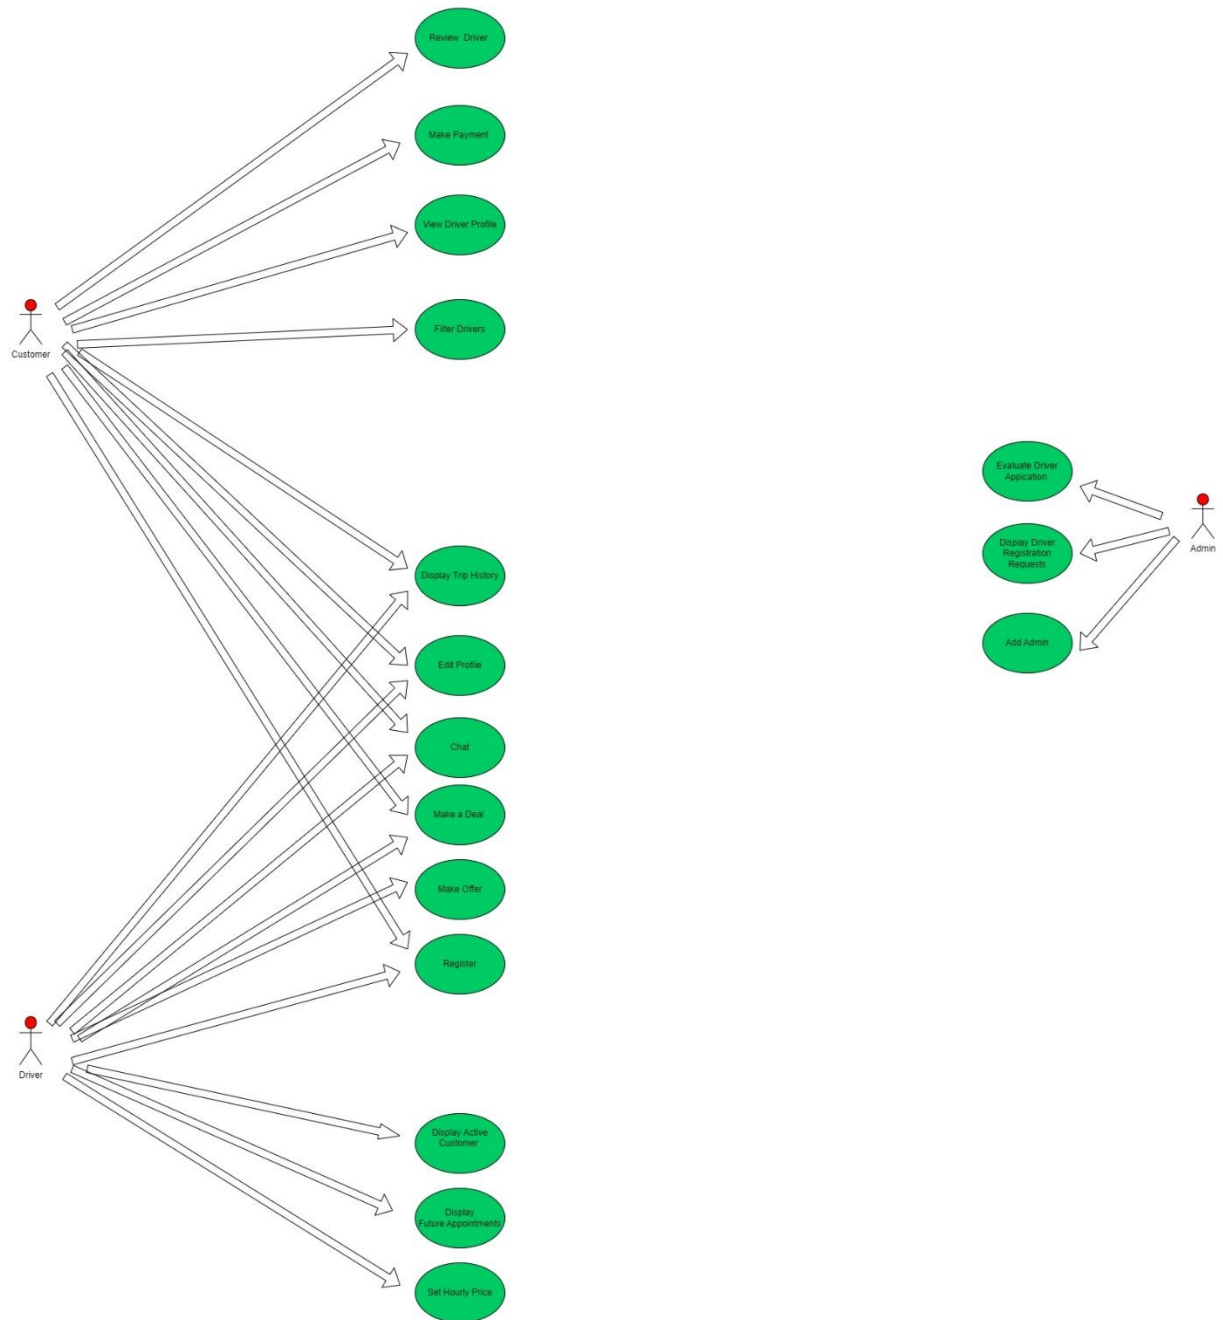 Review Driver
Make Payment
View Driver Profile
Filter Drivers
Customer
Evaluate Driver
Appication
Display Driver
Registration
Requests
Admin
Add Admin
Display Trip History
Edit Profile
Chat
Make a Deal
Make Offer
Register
Driver
Display Active
Customer
Display
Future Appointments
Set Hourly Price